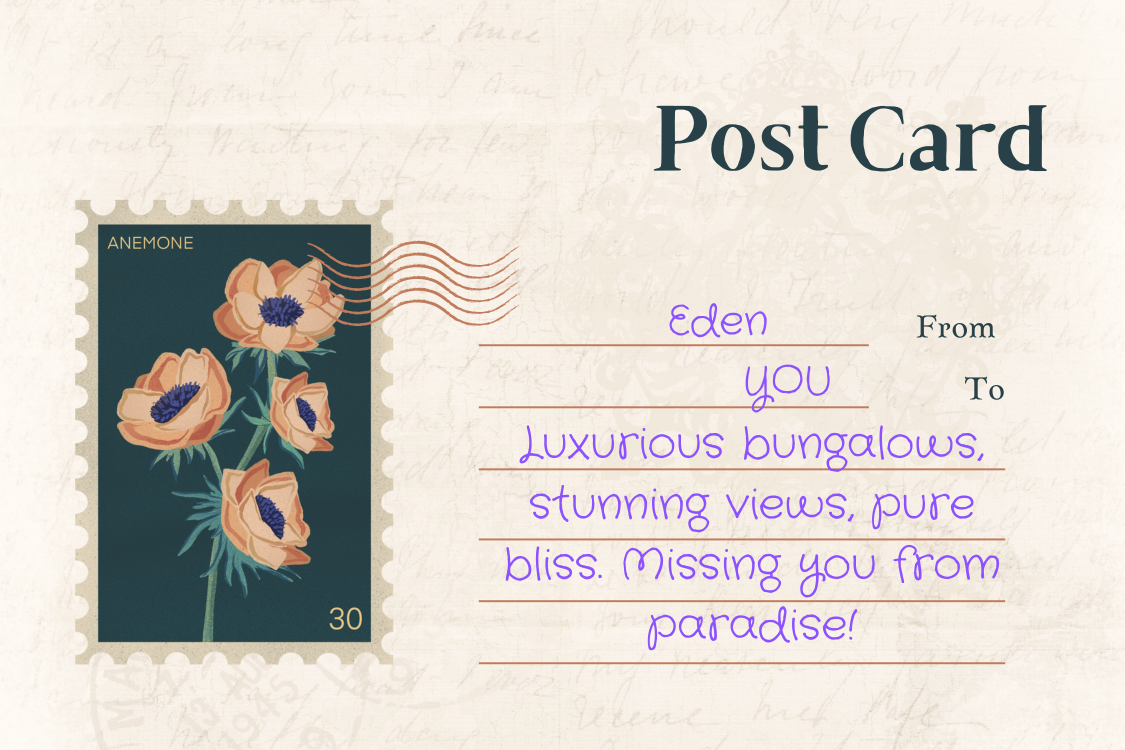 Post Card
ANEMONE
Eden From
you To
Luxurious bungalows,
stunning views, pure
bliss. Missing you from
paradise!
30